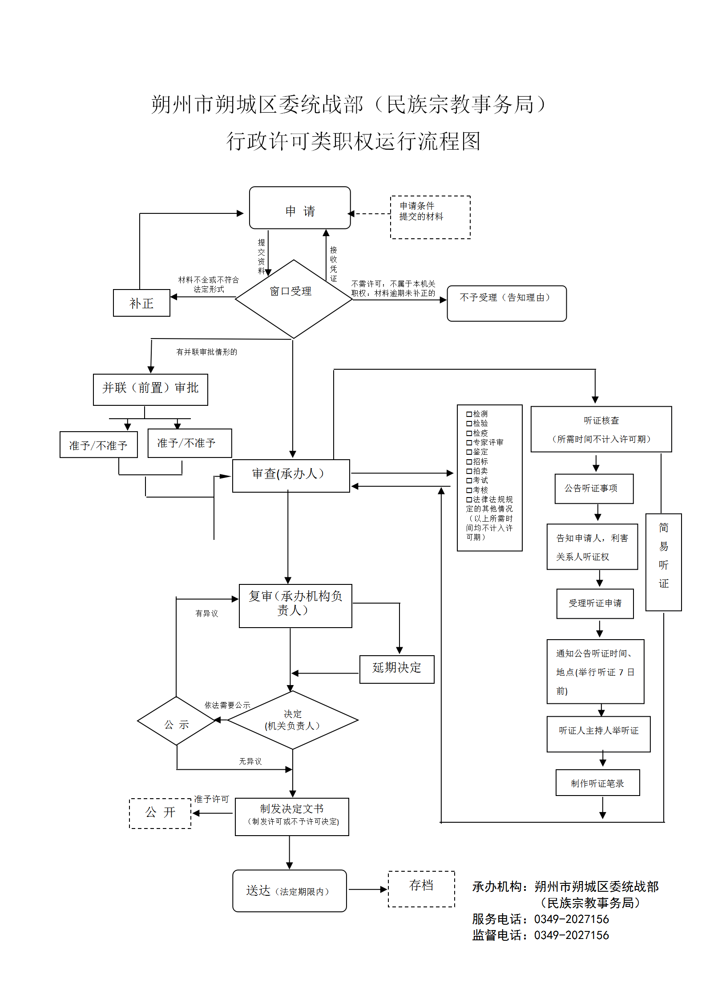 朔州市朔城区委统战部（民族宗教事务局）
行政许可类职权运行流程图
申 请
申请条件
提交的材料
提交资料
接收凭证
材料不全或不符合
法定形式
补正
窗口受理
不需许可：不属于本机关
职权：材料逾期未补正的
不予受理（告知理由）
有并联审批情形的
并联（前置）审批
准予/不准予
准予/不准予
审查(承办人）
□检测
□检验
□检疫
□专家评审
□鉴定
□招标
□拍卖
□考试
□考核
□法律法规规
定的其他情况
（以上所需时
间均不计入许
可期）
听证核查
（所需时间不计入许可期）
公告听证事项
告知申请人，利害
关系人听证权
简易听证
受理听证申请
通知公告听证时间、
地点(举行听证 7 日
前)
听证人主持人举听证
制作听证笔录
复审（承办机构负
责人）
有异议
延期决定
依法需要公示
公 示
决定
(机关负责人）
无异议
准予许可
公 开
制发决定文书
（制发许可或不予许可决定)
送达（法定期限内）
存档
承办机构：朔州市朔城区委统战部
（民族宗教事务局）
服务电话：0349-2027156
监督电话：0349-2027156